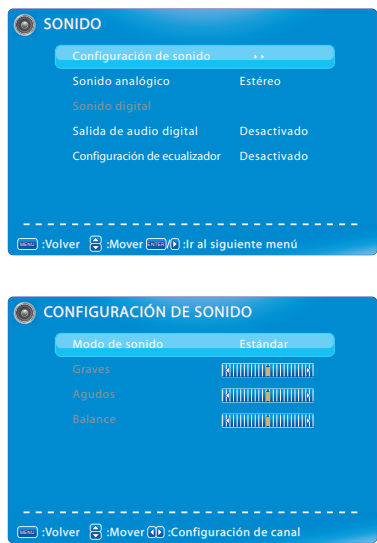 SONIDO
Configuración de sonido
Sonido analógico Estéreo
Sonido digital
Salida de audio digital Desactivado
Configuración de ecualizador Desactivado
MENU :Volver :Mover ENTER/ :Ir al siguiente menú
CONFIGURACIÓN DE SONIDO
Modo de sonido Estándar
Graves
Agudos
Balance
MENU :Volver :Mover :Configuración de canal